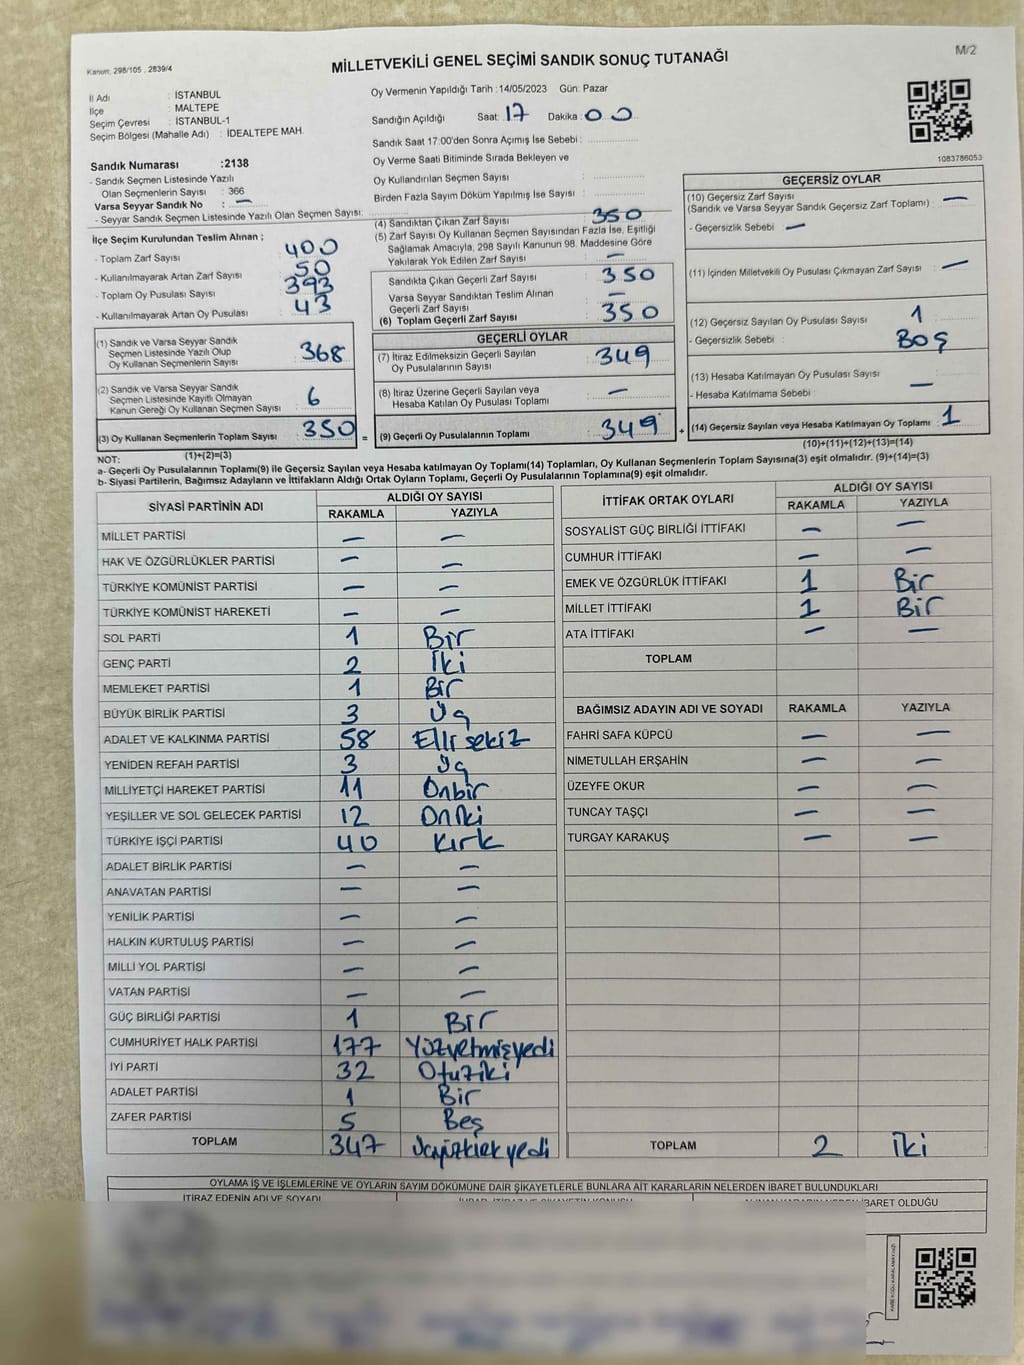 Kanun: 298/105 , 2839/4
MİLLETVEKİLİ GENEL SEÇİMİ SANDIK SONUÇ TUTANAĞI
M/2
İl Adı : İSTANBUL
İlçe : MALTEPE
Seçim Çevresi : İSTANBUL-1
Seçim Bölgesi (Mahalle Adı) : İDEALTEPE MAH.
Sandık Numarası :2138
- Sandık Seçmen Listesinde Yazılı
Olan Seçmenlerin Sayısı : 366
Varsa Seyyar Sandık No : —
- Seyyar Sandık Seçmen Listesinde Yazılı Olan Seçmen Sayısı:
Oy Vermenin Yapıldığı Tarih :14/05/2023 Gün: Pazar
Sandığın Açıldığı Saat: 17 Dakika: 00
Sandık Saat 17:00'den Sonra Açımış İse Sebebi :
Oy Verme Saati Bitiminde Sırada Bekleyen ve
Oy Kullandırılan Seçmen Sayısı
Birden Fazla Sayım Döküm Yapılmış İse Sayısı :
1083786053
İlçe Seçim Kurulundan Teslim Alınan ;
- Toplam Zarf Sayısı : 400
- Kullanılmayarak Artan Zarf Sayısı : 50
- Toplam Oy Pusulası Sayısı : 393
- Kullanılmayarak Artan Oy Pusulası : 43
(4) Sandıktan Çıkan Zarf Sayısı : 350
(5) Zarf Sayısı Oy Kullanan Seçmen Sayısından Fazla İse, Eşitliği
Sağlamak Amacıyla, 298 Sayılı Kanunun 98. Maddesine Göre
Yakılarak Yok Edilen Zarf Sayısı : —
Sandıkta Çıkan Geçerli Zarf Sayısı : 350
Varsa Seyyar Sandıktan Teslim Alınan
Geçerli Zarf Sayısı : —
(6) Toplam Geçerli Zarf Sayısı : 350
GEÇERSİZ OYLAR
(10) Geçersiz Zarf Sayısı
(Sandık ve Varsa Seyyar Sandık Geçersiz Zarf Toplamı) : —
- Geçersizlik Sebebi : —
(11) İçinden Milletvekili Oy Pusulası Çıkmayan Zarf Sayısı : —
(12) Geçersiz Sayılan Oy Pusulası Sayısı : 1
- Geçersizlik Sebebi : Boş
(13) Hesaba Katılmayan Oy Pusulası Sayısı : —
- Hesaba Katılmama Sebebi
(14) Geçersiz Sayılan veya Hesaba Katılmayan Oy Toplamı : 1
(10)+(11)+(12)+(13)=(14)
(1) Sandık ve Varsa Seyyar Sandık
Seçmen Listesinde Yazılı Olup
Oy Kullanan Seçmenlerin Sayısı : 368
(2) Sandık ve Varsa Seyyar Sandık
Seçmen Listesinde Kayıtlı Olmayan
Kanun Gereği Oy Kullanan Seçmen Sayısı : 6
(3) Oy Kullanan Seçmenlerin Toplam Sayısı : 350
(1)+(2)=(3)
GEÇERLİ OYLAR
(7) İtiraz Edilmeksizin Geçerli Sayılan
Oy Pusulalarının Sayısı : 349
(8) İtiraz Üzerine Geçerli Sayılan veya
Hesaba Katılan Oy Pusulası Toplamı : —
= (9) Geçerli Oy Pusulalarının Toplamı : 349 +
NOT:
a- Geçerli Oy Pusulalarının Toplamı(9) ile Geçersiz Sayılan veya Hesaba katılmayan Oy Toplamı(14) Toplamları, Oy Kullanan Seçmenlerin Toplam Sayısına(3) eşit olmalıdır. (9)+(14)=(3)
b- Siyasi Partilerin, Bağımsız Adayların ve İttifakların Aldığı Ortak Oyların Toplamı, Geçerli Oy Pusulalarının Toplamına(9) eşit olmalıdır.
SİYASİ PARTİNİN ADI ALDIĞI OY SAYISI
RAKAMLA YAZIYLA
MİLLET PARTİSİ — —
HAK VE ÖZGÜRLÜKLER PARTİSİ — —
TÜRKİYE KOMÜNİST PARTİSİ — —
TÜRKİYE KOMÜNİST HAREKETİ — —
SOL PARTİ 1 Bir
GENÇ PARTİ 2 İki
MEMLEKET PARTİSİ 1 Bir
BÜYÜK BİRLİK PARTİSİ 3 Üç
ADALET VE KALKINMA PARTİSİ 58 Elli sekiz
YENİDEN REFAH PARTİSİ 3 Üç
MİLLİYETÇİ HAREKET PARTİSİ 11 Onbir
YEŞİLLER VE SOL GELECEK PARTİSİ 12 Oniki
TÜRKİYE İŞÇİ PARTİSİ 40 Kırk
ADALET BİRLİK PARTİSİ — —
ANAVATAN PARTİSİ — —
YENİLİK PARTİSİ — —
HALKIN KURTULUŞ PARTİSİ — —
MİLLİ YOL PARTİSİ — —
VATAN PARTİSİ — —
GÜÇ BİRLİĞİ PARTİSİ 1 Bir
CUMHURİYET HALK PARTİSİ 177 Yüzyetmişyedi
İYİ PARTİ 32 Otuziki
ADALET PARTİSİ 1 Bir
ZAFER PARTİSİ 5 Beş
TOPLAM 347 Üçyüzkırkyedi
İTTİFAK ORTAK OYLARI ALDIĞI OY SAYISI
RAKAMLA YAZIYLA
SOSYALİST GÜÇ BİRLİĞİ İTTİFAKI — —
CUMHUR İTTİFAKI — —
EMEK VE ÖZGÜRLÜK İTTİFAKI 1 Bir
MİLLET İTTİFAKI 1 Bir
ATA İTTİFAKI — —
TOPLAM
BAĞIMSIZ ADAYIN ADI VE SOYADI RAKAMLA YAZIYLA
FAHRİ SAFA KÜPCÜ — —
NİMETULLAH ERŞAHİN — —
ÜZEYFE OKUR — —
TUNCAY TAŞÇI — —
TURGAY KARAKUŞ — —
TOPLAM 2 İki
OYLAMA İŞ VE İŞLEMLERİNE VE OYLARIN SAYIM DÖKÜMÜNE DAİR ŞİKAYETLERLE BUNLARA AİT KARARLARIN NELERDEN İBARET BULUNDUKLARI
İTİRAZ EDENİN ADI VE SOYADI
İBARET OLDUĞU